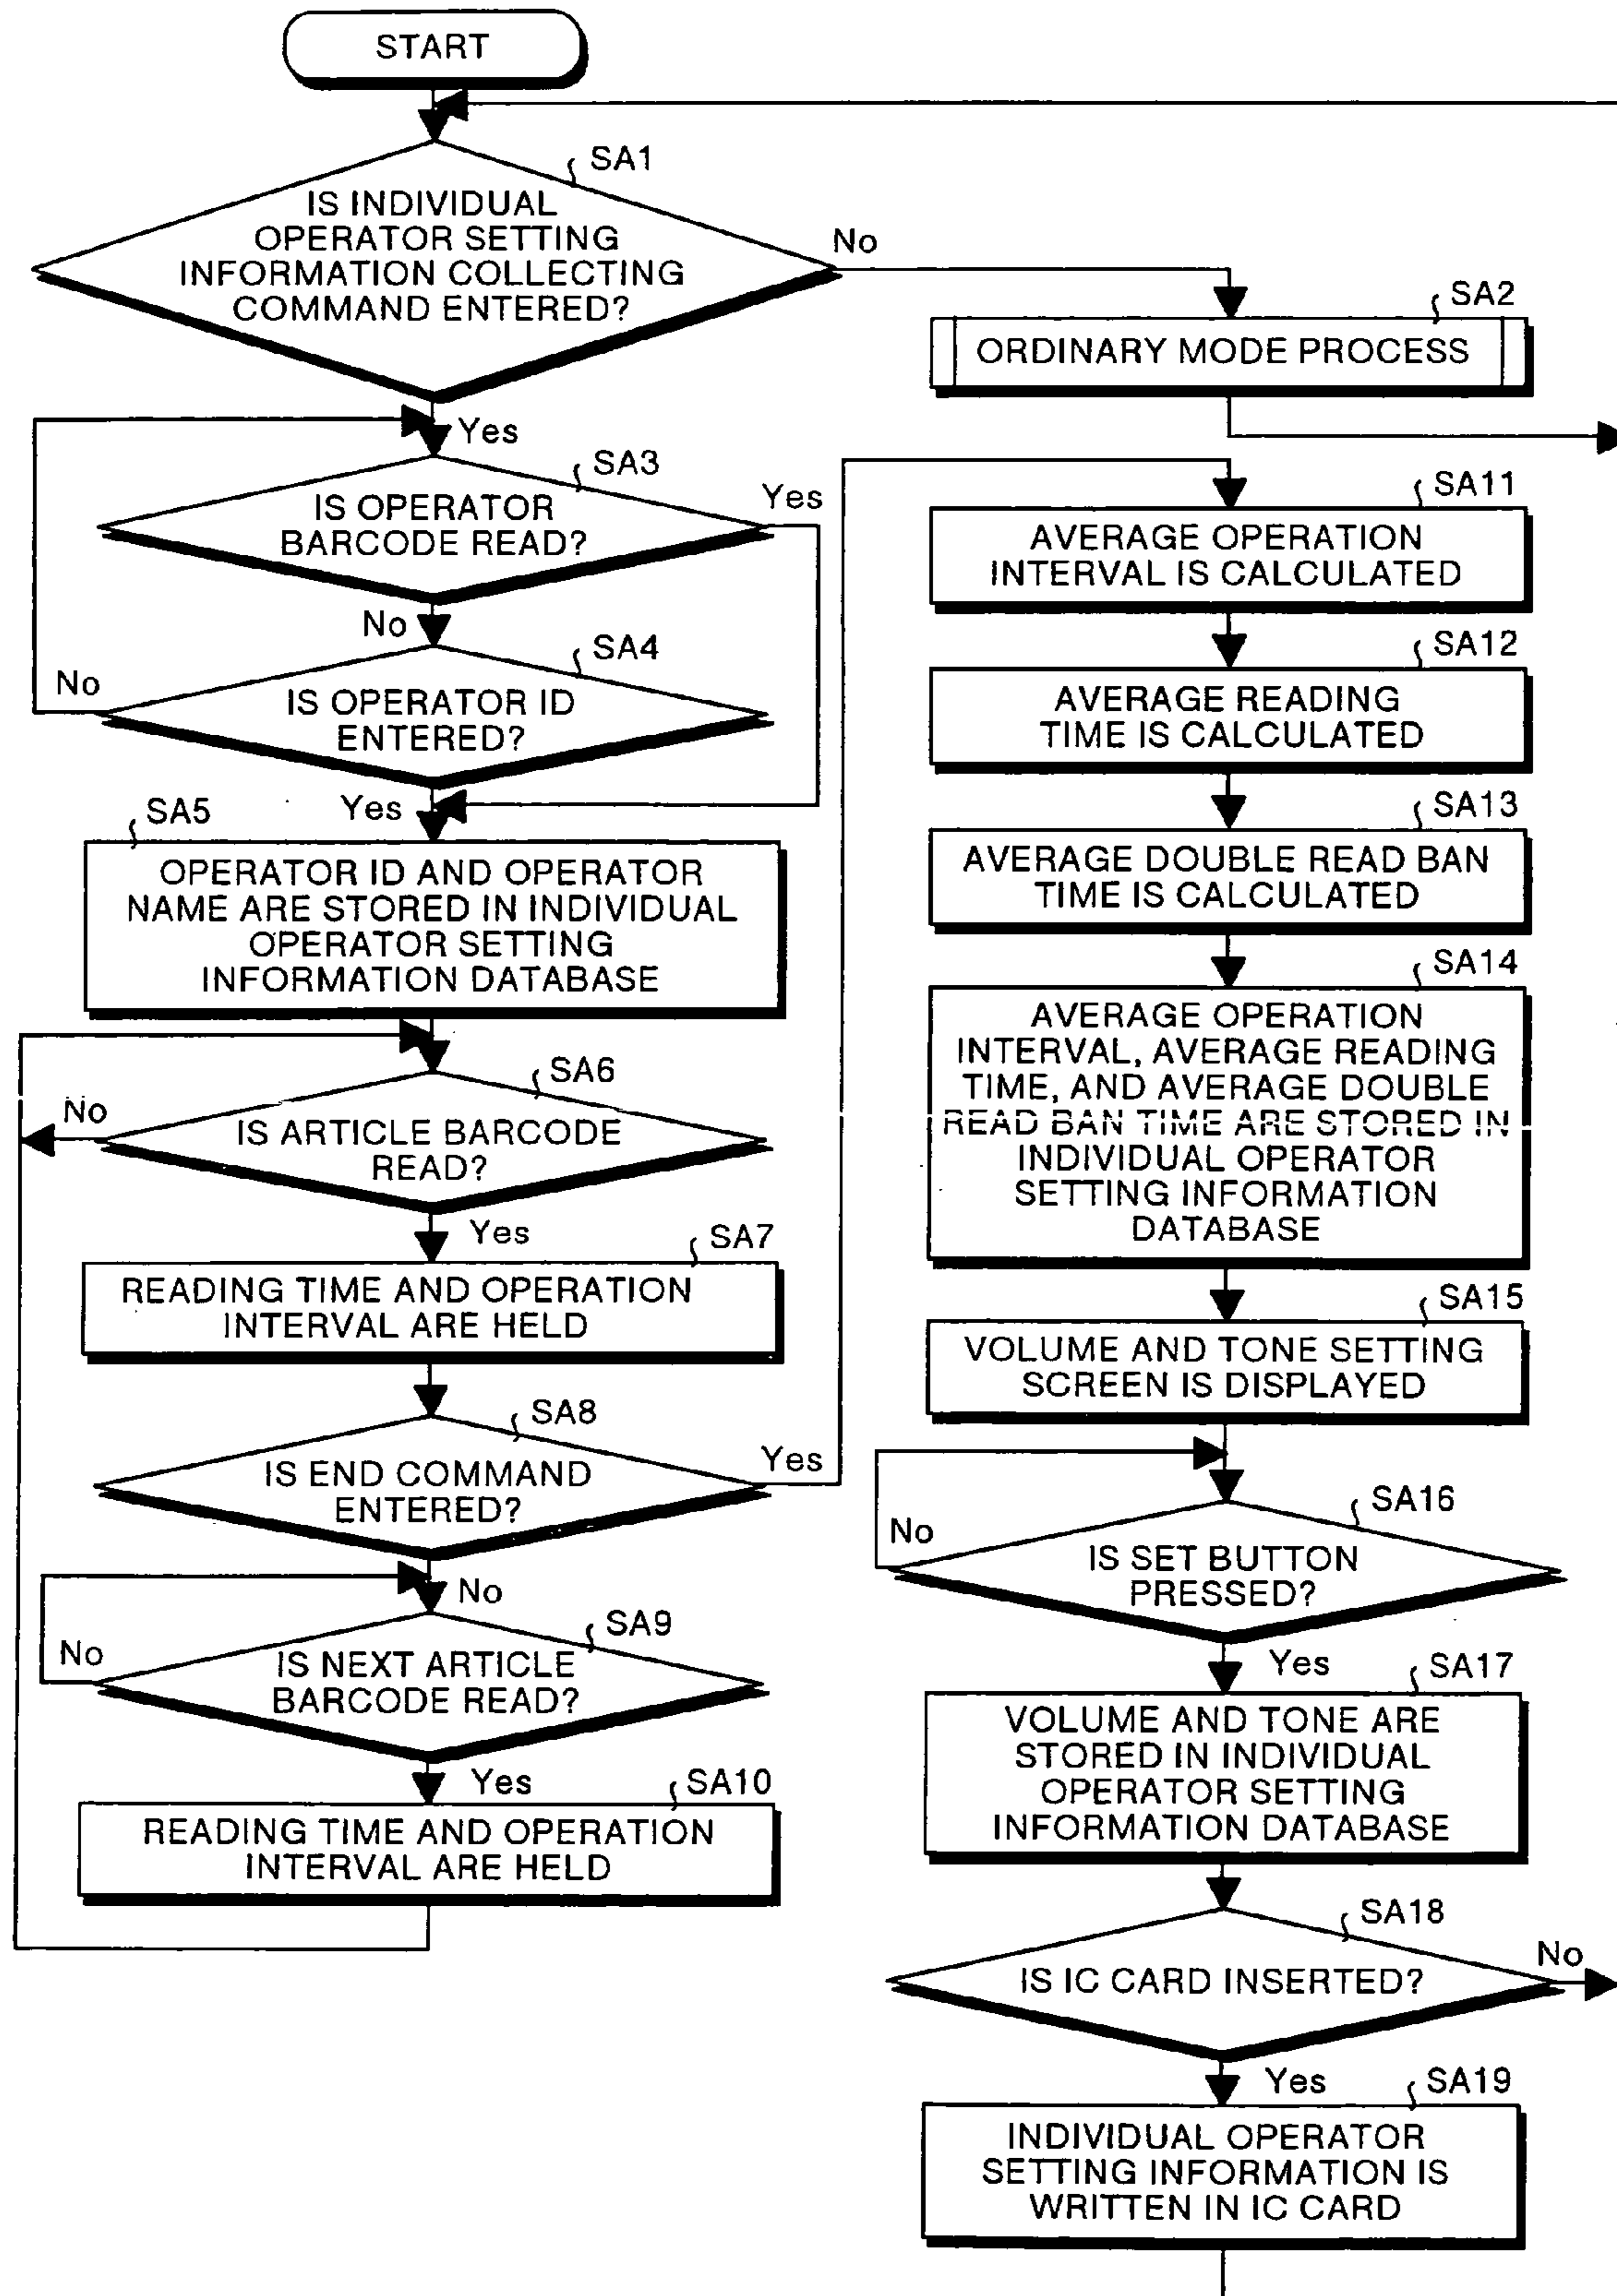 START
SA1
IS INDIVIDUAL
OPERATOR SETTING
INFORMATION COLLECTING
COMMAND ENTERED?
No
SA2
ORDINARY MODE PROCESS
Yes
SA3
IS OPERATOR
BARCODE READ?
Yes
No
SA4
IS OPERATOR ID
ENTERED?
No
Yes
SA5
OPERATOR ID AND OPERATOR
NAME ARE STORED IN INDIVIDUAL
OPERATOR SETTING
INFORMATION DATABASE
SA6
No
IS ARTICLE BARCODE
READ?
Yes
SA7
READING TIME AND OPERATION
INTERVAL ARE HELD
SA8
IS END COMMAND
ENTERED?
Yes
No
SA9
No
IS NEXT ARTICLE
BARCODE READ?
Yes
SA10
READING TIME AND OPERATION
INTERVAL ARE HELD
SA11
AVERAGE OPERATION
INTERVAL IS CALCULATED
SA12
AVERAGE READING
TIME IS CALCULATED
SA13
AVERAGE DOUBLE READ BAN
TIME IS CALCULATED
SA14
AVERAGE OPERATION
INTERVAL, AVERAGE READING
TIME, AND AVERAGE DOUBLE
READ BAN TIME ARE STORED IN
INDIVIDUAL OPERATOR
SETTING INFORMATION
DATABASE
SA15
VOLUME AND TONE SETTING
SCREEN IS DISPLAYED
SA16
No
IS SET BUTTON
PRESSED?
Yes
SA17
VOLUME AND TONE ARE
STORED IN INDIVIDUAL
OPERATOR SETTING
INFORMATION DATABASE
SA18
IS IC CARD INSERTED?
No
Yes
SA19
INDIVIDUAL OPERATOR
SETTING INFORMATION IS
WRITTEN IN IC CARD